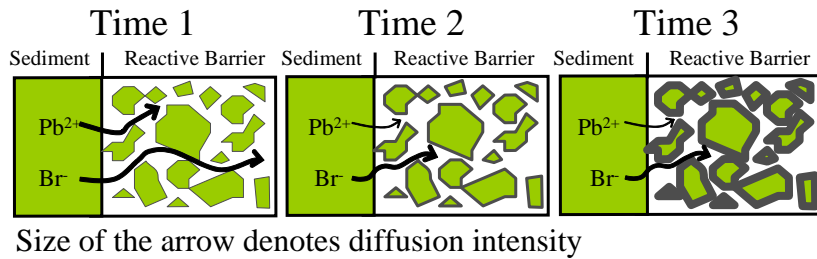 Time 1 Time 2 Time 3
Sediment Reactive Barrier Sediment Reactive Barrier Sediment Reactive Barrier
Pb²⁺ Pb²⁺ Pb²⁺
Br⁻ Br⁻ Br⁻
Size of the arrow denotes diffusion intensity